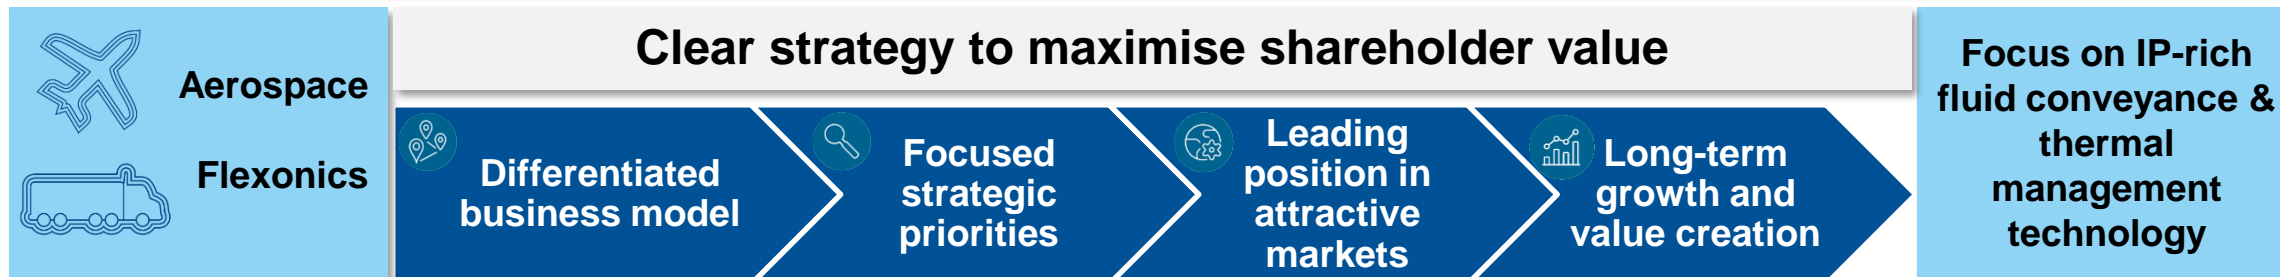 Aerospace
Flexonics
Clear strategy to maximise shareholder value
Differentiated
business model
Focused
strategic
priorities
Leading
position in
attractive
markets
Long-term
growth and
value creation
Focus on IP-rich
fluid conveyance &
thermal
management
technology